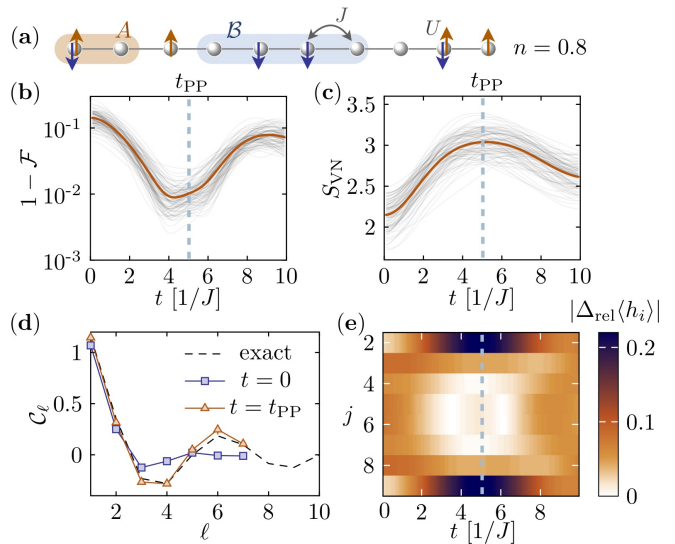 (a) A B J U n = 0.8
(b) t_PP
1 − F
10^-1
10^-2
10^-3
0 2 4 6 8 10
t [1/J]
(c) t_PP
S_VN
4
3.5
3
2.5
2
0 2 4 6 8 10
t [1/J]
(d)
C_ℓ
1
0.5
0
exact
t = 0
t = t_PP
2 4 6 8 10
ℓ
(e) |Δ_rel⟨h_i⟩|
j
2
4
6
8
0 2 4 6 8 10
t [1/J]
0.2
0.1
0